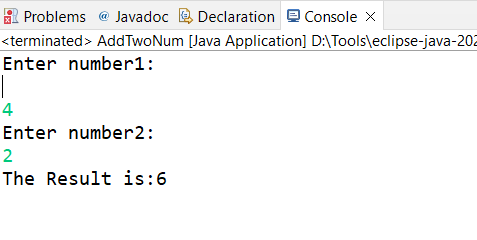 Problems @ Javadoc Declaration Console
<terminated> AddTwoNum [Java Application] D:\Tools\eclipse-java-202
Enter number1:
4
Enter number2:
2
The Result is:6